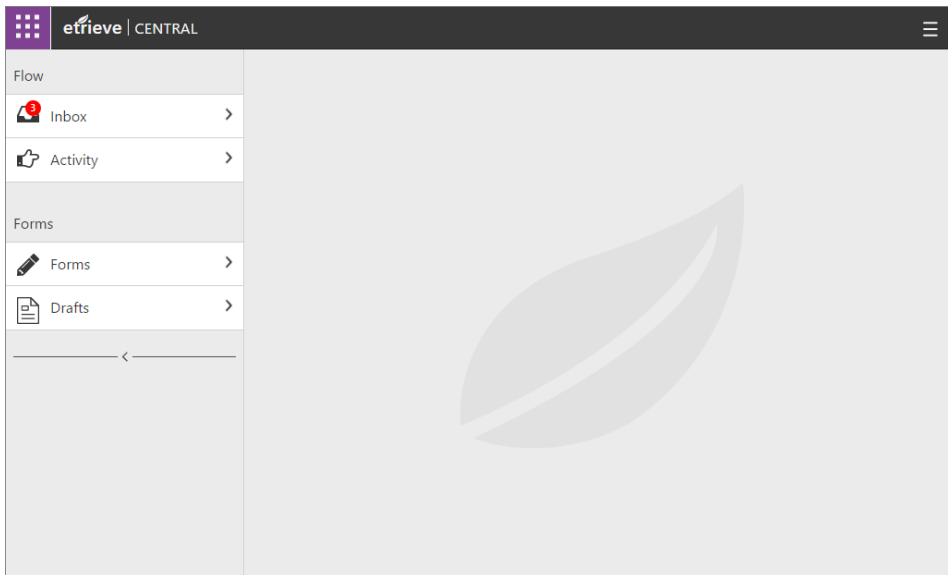 etrieve | CENTRAL
Flow
3
Inbox
Activity
Forms
Forms
Drafts